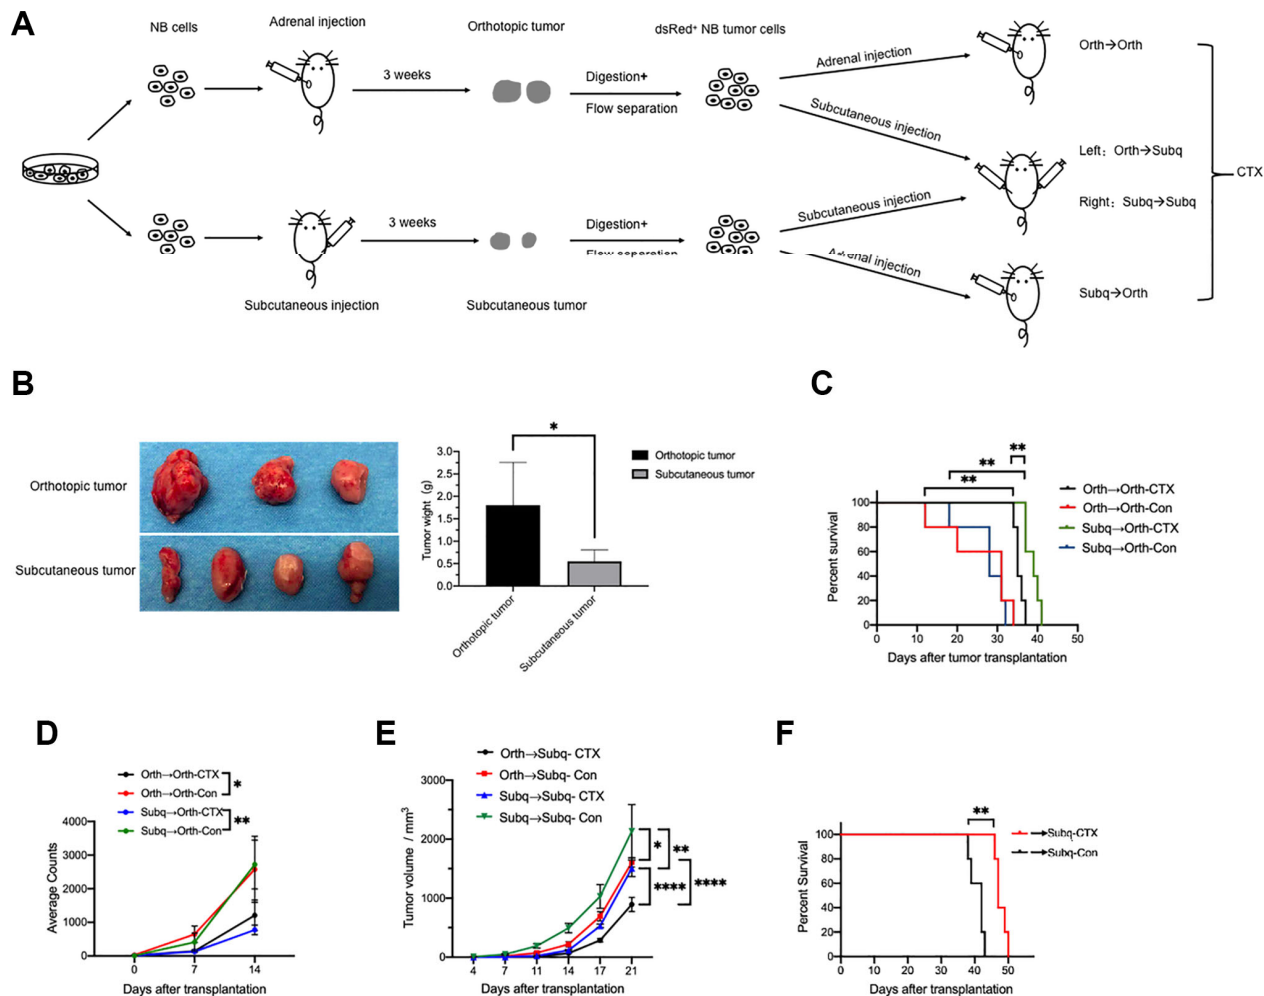 A
NB cells
Adrenal injection
Orthotopic tumor
dsRed⁺ NB tumor cells
3 weeks
Digestion+
Flow separation
Adrenal injection
Subcutaneous injection
Orth→Orth
Left: Orth→Subq
Right: Subq→Subq
CTX
3 weeks
Digestion+
Flow separation
Subcutaneous injection
Adrenal injection
Subq→Orth
Subcutaneous injection
Subcutaneous tumor
B
Orthotopic tumor
Subcutaneous tumor
*
3.0
2.5
2.0
1.5
1.0
0.5
0.0
Tumor wight (g)
Orthotopic tumor
Subcutaneous tumor
Orthotopic tumor
Subcutaneous tumor
C
**
**
**
100
80
60
40
20
0
Percent survival
0 10 20 30 40 50
Days after tumor transplantation
Orth→Orth-CTX
Orth→Orth-Con
Subq→Orth-CTX
Subq→Orth-Con
D
Orth→Orth-CTX
Orth→Orth-Con
Subq→Orth-CTX
Subq→Orth-Con
*
**
4000
3000
2000
1000
0
Average Counts
0 7 14
Days after transplantation
E
Orth→Subq- CTX
Orth→Subq- Con
Subq→Subq- CTX
Subq→Subq- Con
3000
2000
1000
0
Tumor volume / mm³
* **
**** ****
4 7 11 14 17 21
Days after transplantation
F
**
100
80
60
40
20
0
Percent Survival
0 10 20 30 40 50
Days after transplantation
→Subq-CTX
→Subq-Con